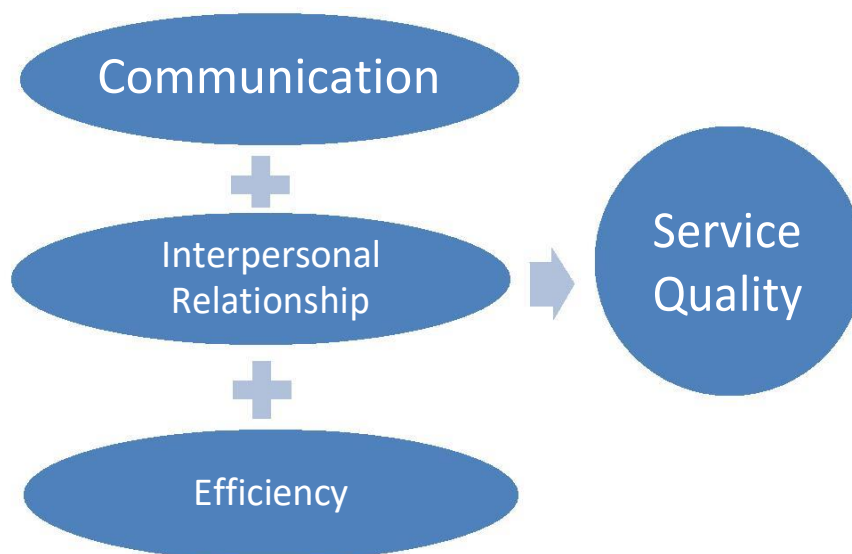 Communication
Interpersonal
Relationship
Efficiency
Service
Quality